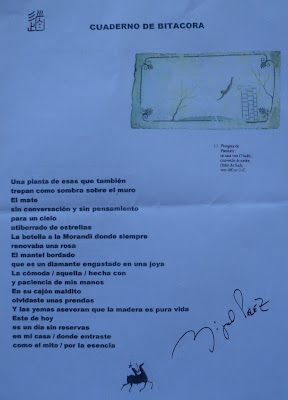 CUADERNO DE BITACORA
Una planta de esas que también
trepan como sombra sobre el muro
El mate
sin conversación y sin pensamiento
para un cielo
atiborrado de estrellas
La botella a la Morandi donde siempre
renovaba una rosa
El mantel bordado
que es un diamante engastado en una joya
La cómoda / aquella / hecha con
y paciencia de mis manos
En su cajón maldito
olvidaste unas prendas
Y las yemas aseveran que la madera es pura vida
Este de hoy
es un día sin reservas
en mi casa / donde entraste
como el mito / por la esencia